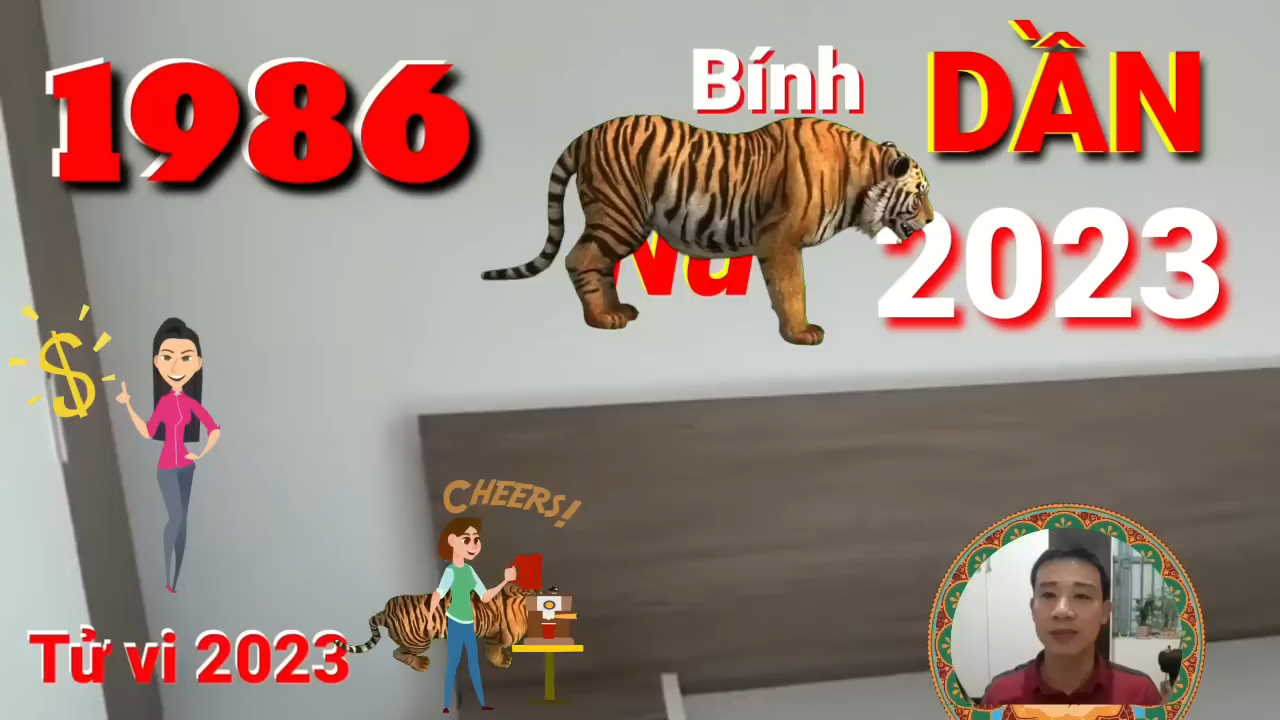 1986
Bính DẦN
2023
$
CHEERS!
Tử vi 2023